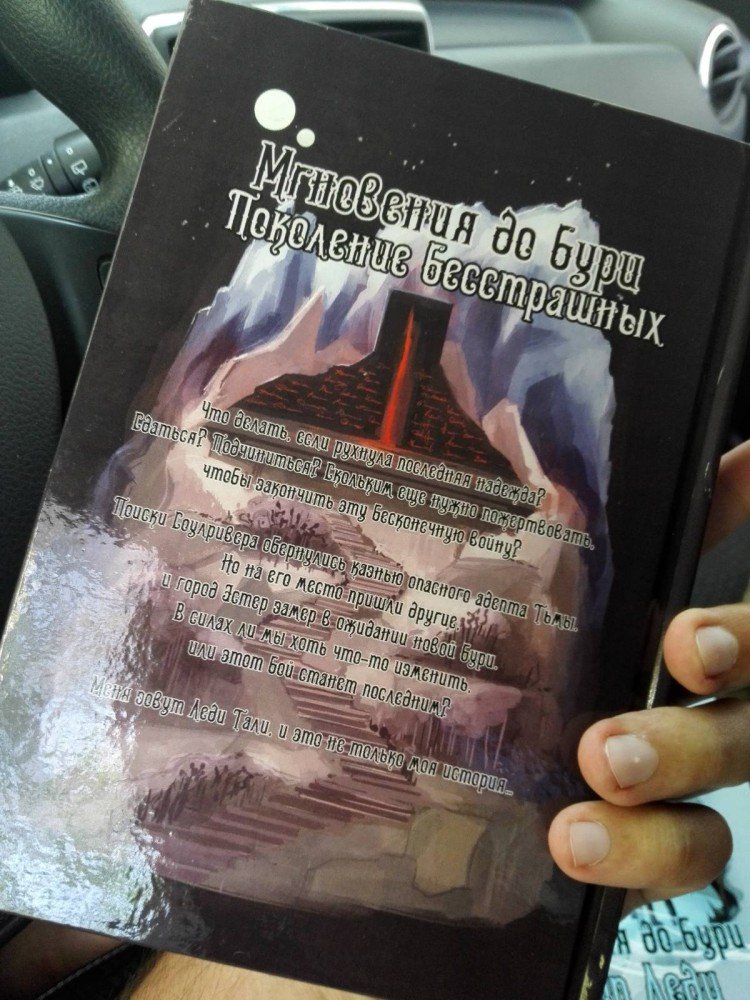 Мгновения до Бури
Поколение Бесстрашных
Что делать, если рухнула последняя надежда?
Сдаться? Подчиниться? Скольким еще нужно пожертвовать,
чтобы закончить эту бесконечную войну?
Поиски Соулривера обернулись казнью опасного адепта Тьмы.
Но на его место пришли другие,
и город Эстер замер в ожидании новой бури.
В силах ли мы хоть что-то изменить,
или этот бой станет последним?
Меня зовут Леди Тали, и это не только моя история...
до Бури
Леди